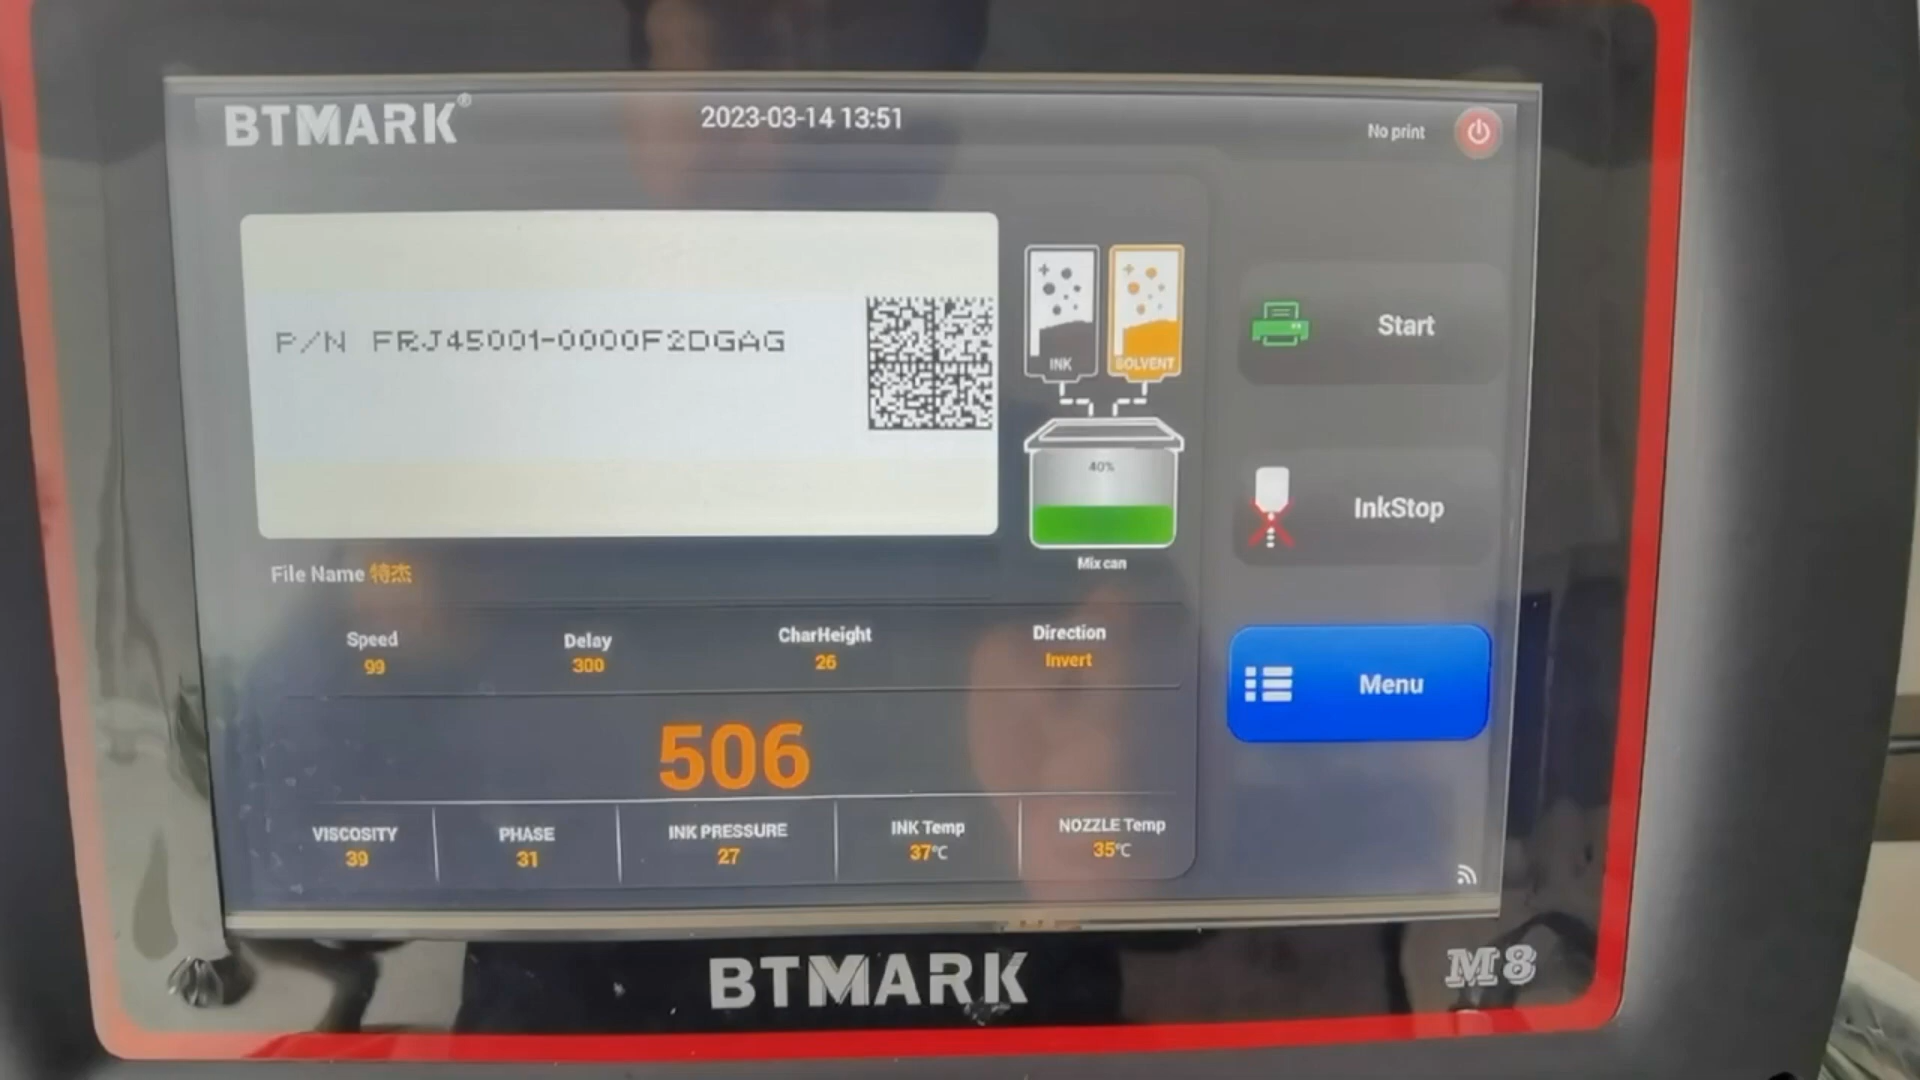 BTMARK®
2023-03-14 13:51
No print
P/N FRJ45001-0000F2DGAG
INK
SOLVENT
40%
Mix can
Start
InkStop
Menu
File Name 特杰
Speed
99
Delay
300
CharHeight
26
Direction
Invert
506
VISCOSITY
39
PHASE
31
INK PRESSURE
27
INK Temp
37℃
NOZZLE Temp
35℃
BTMARK
M8